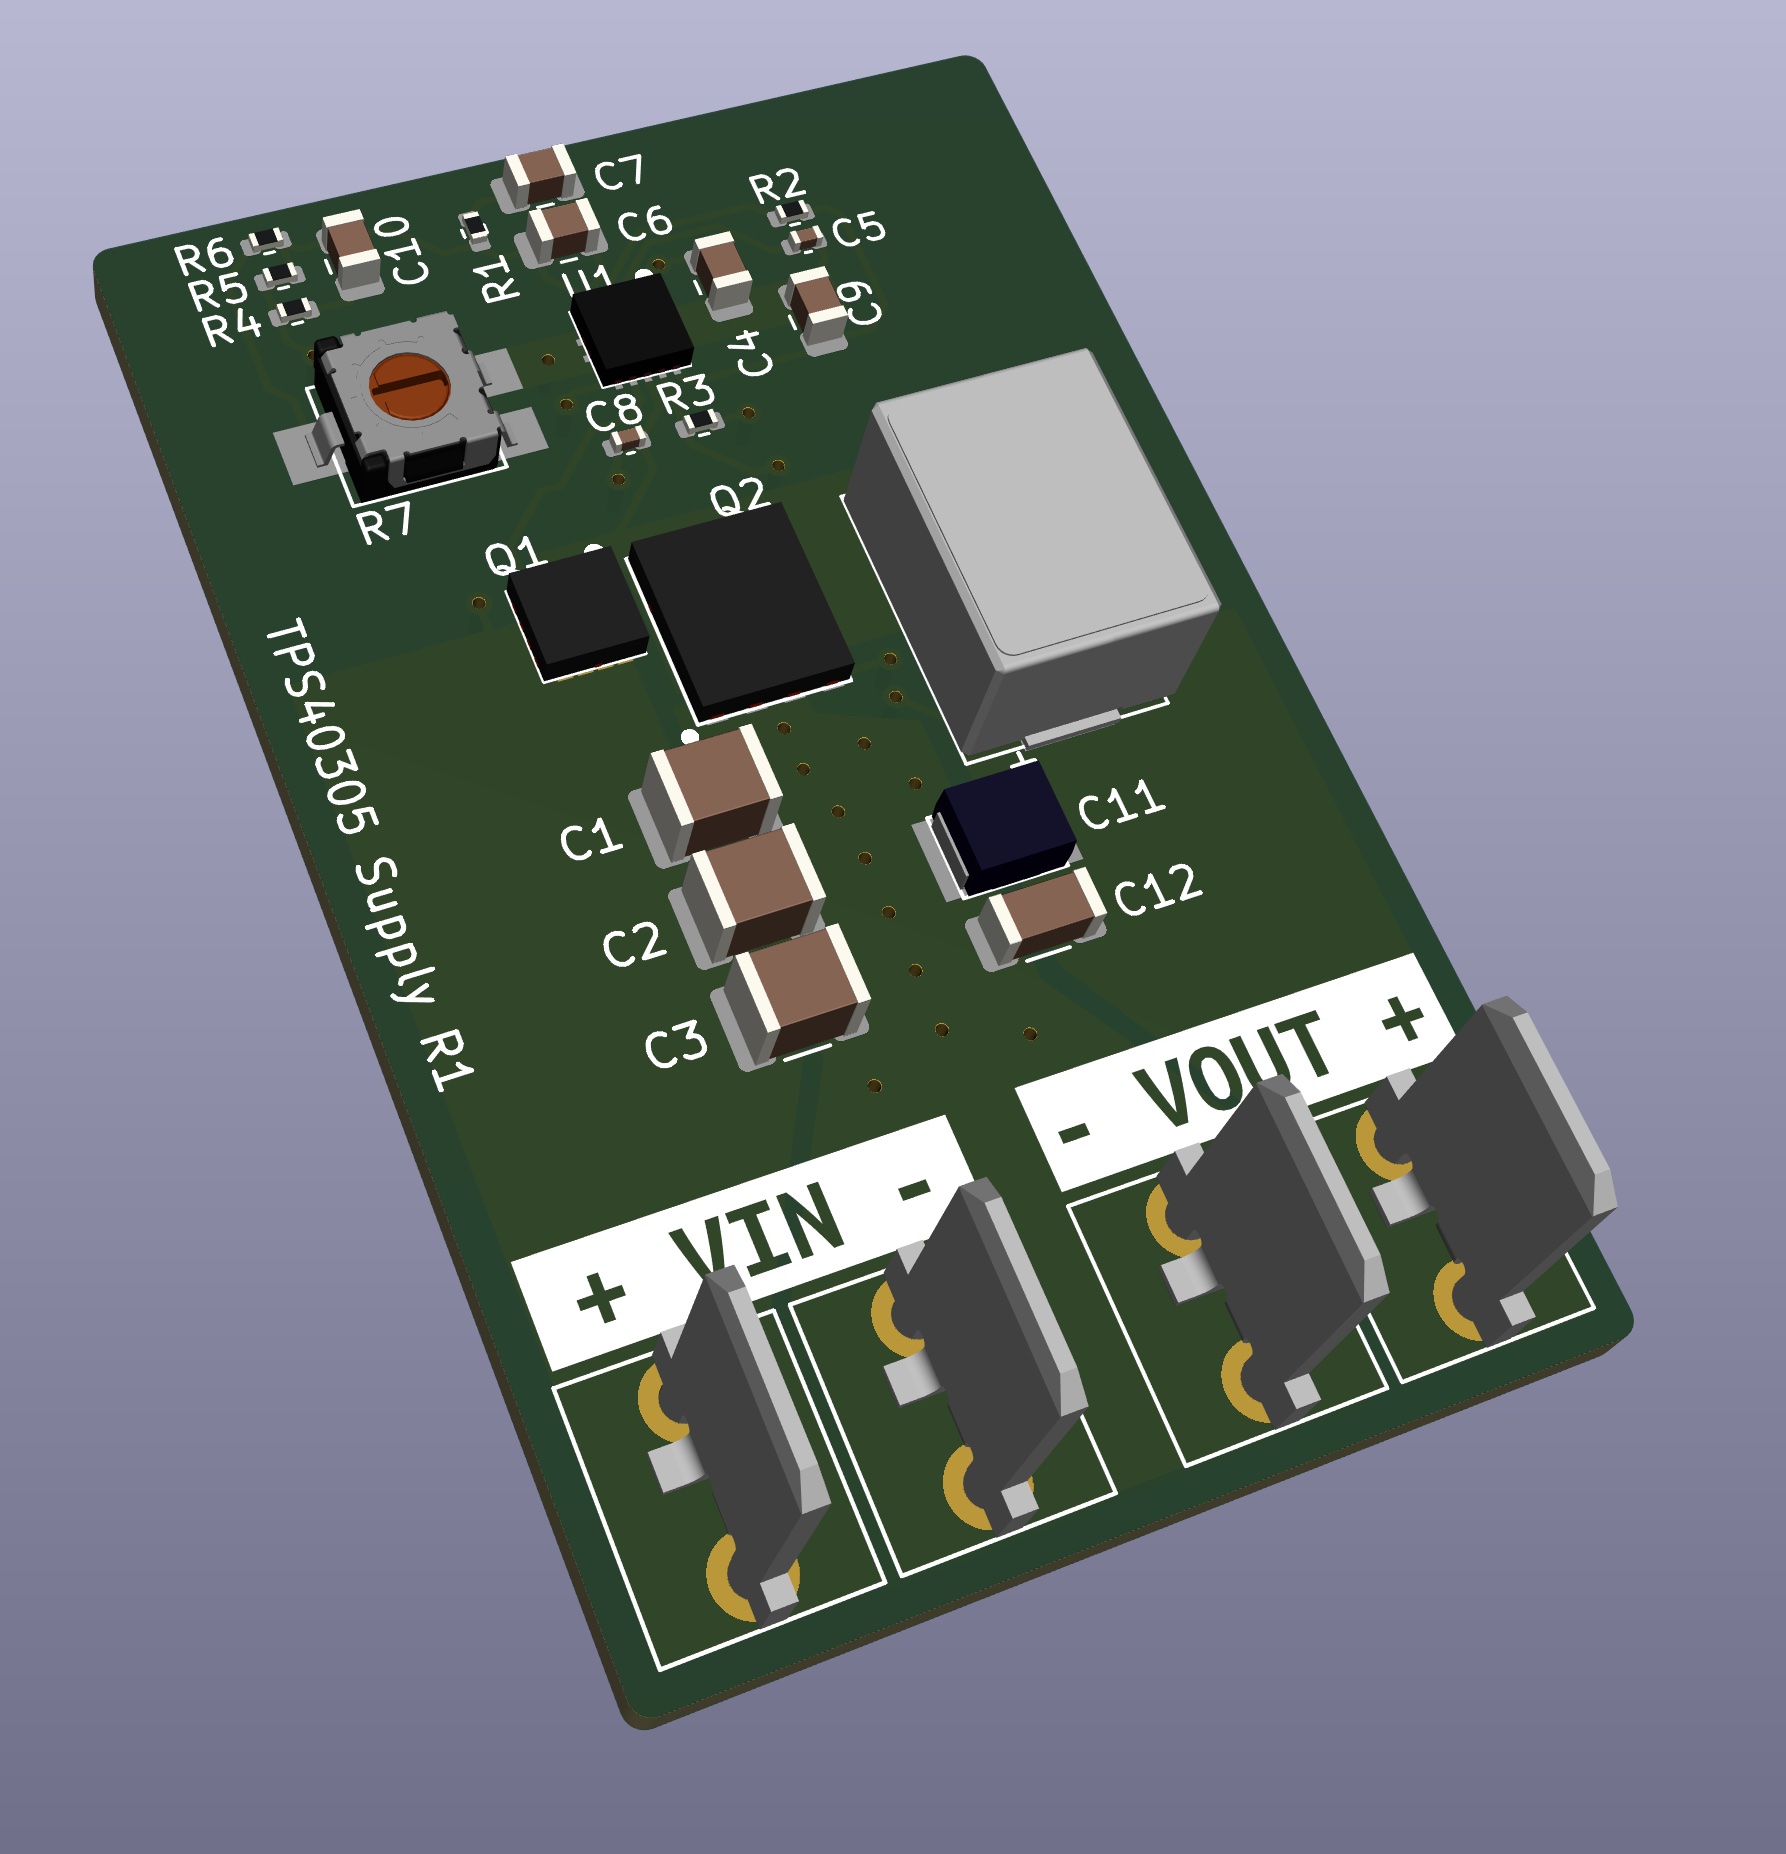 C7
R2
C6
C5
R6
C10
R5
R1
U1
C9
R4
C4
R3
C8
Q2
R7
Q1
TPS40305 Supply R1
C11
C1
C12
C2
C3
- VOUT +
+ VIN -